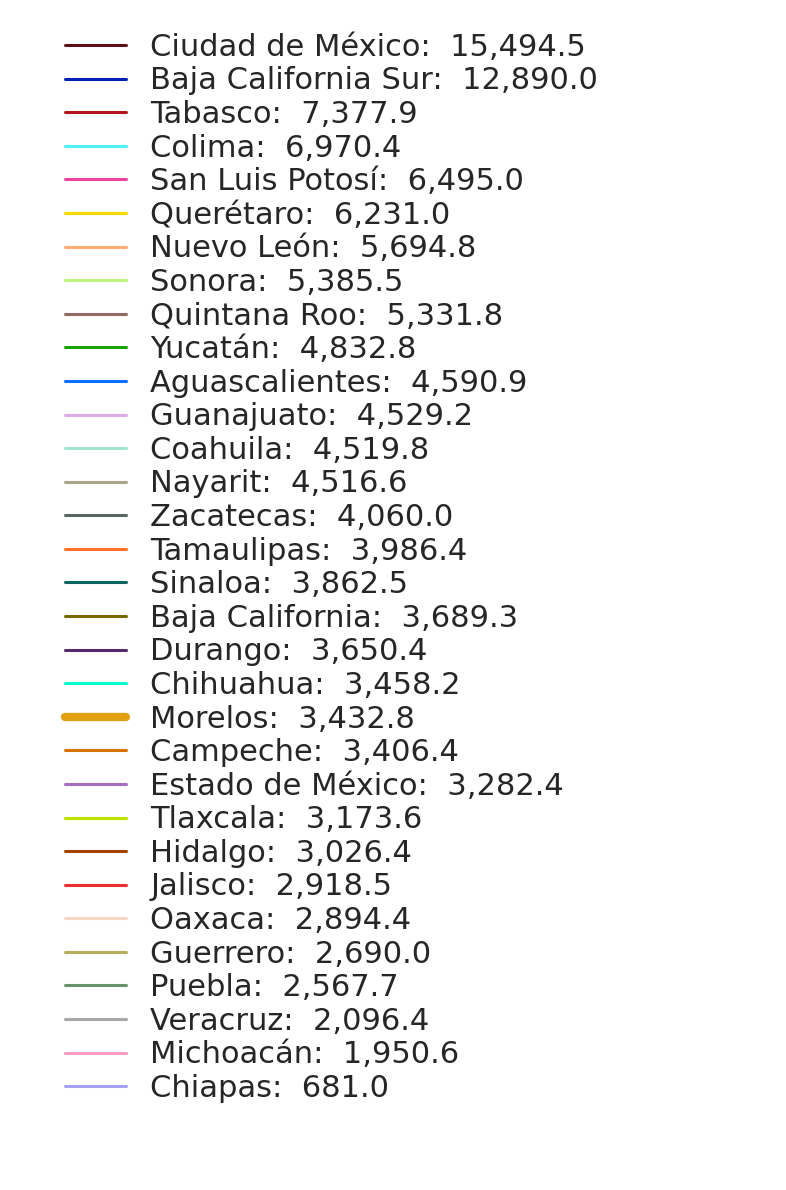 Ciudad de México: 15,494.5
Baja California Sur: 12,890.0
Tabasco: 7,377.9
Colima: 6,970.4
San Luis Potosí: 6,495.0
Querétaro: 6,231.0
Nuevo León: 5,694.8
Sonora: 5,385.5
Quintana Roo: 5,331.8
Yucatán: 4,832.8
Aguascalientes: 4,590.9
Guanajuato: 4,529.2
Coahuila: 4,519.8
Nayarit: 4,516.6
Zacatecas: 4,060.0
Tamaulipas: 3,986.4
Sinaloa: 3,862.5
Baja California: 3,689.3
Durango: 3,650.4
Chihuahua: 3,458.2
Morelos: 3,432.8
Campeche: 3,406.4
Estado de México: 3,282.4
Tlaxcala: 3,173.6
Hidalgo: 3,026.4
Jalisco: 2,918.5
Oaxaca: 2,894.4
Guerrero: 2,690.0
Puebla: 2,567.7
Veracruz: 2,096.4
Michoacán: 1,950.6
Chiapas: 681.0